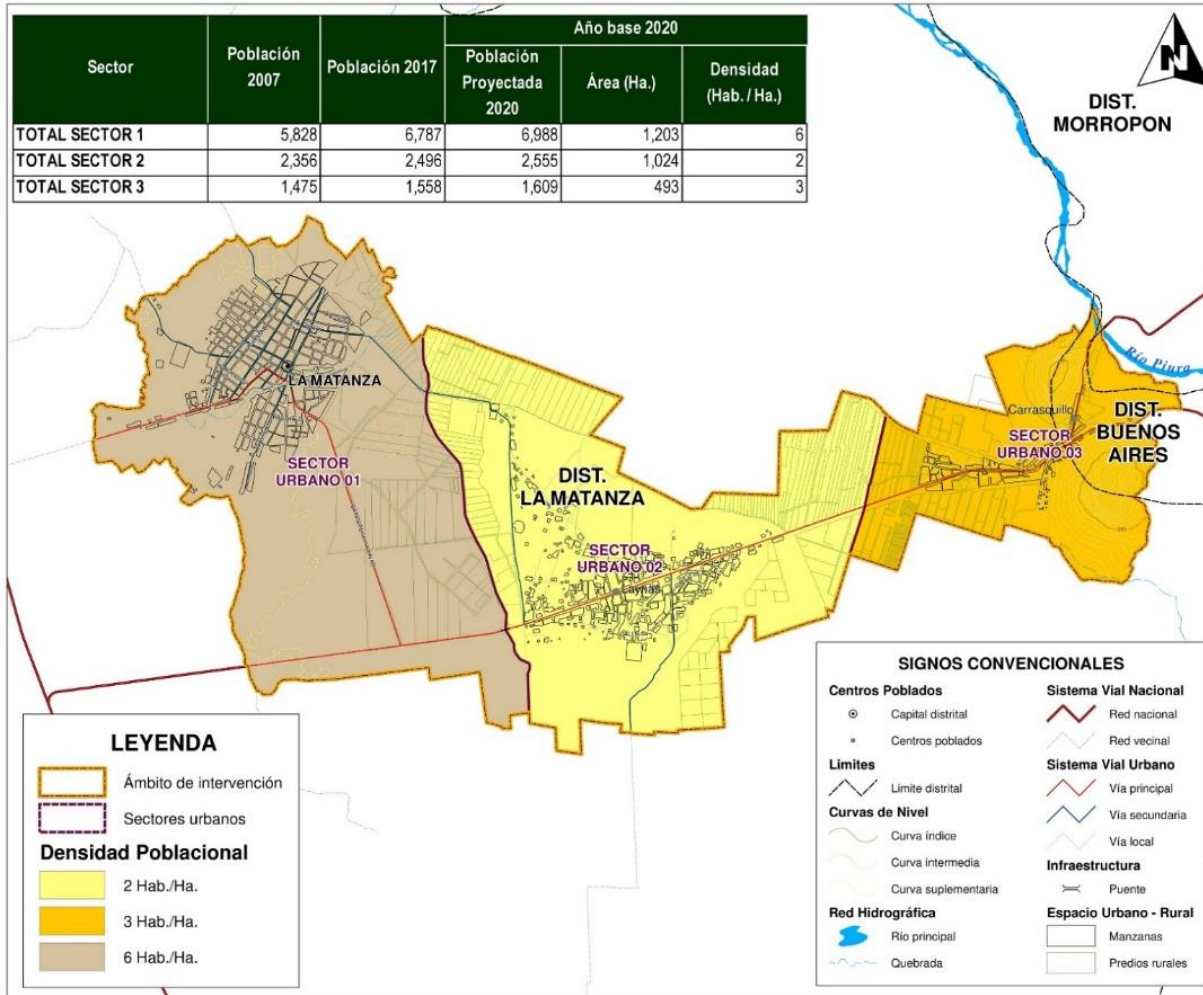 Sector Población 2007 Población 2017 Año base 2020
Población Proyectada 2020 Área (Ha.) Densidad (Hab. / Ha.)
TOTAL SECTOR 1 5,828 6,787 6,988 1,203 6
TOTAL SECTOR 2 2,356 2,496 2,555 1,024 2
TOTAL SECTOR 3 1,475 1,558 1,609 493 3
N
DIST.
MORROPON
Río Piura
LA MATANZA
SECTOR
URBANO 01
DIST.
LA MATANZA
SECTOR
URBANO 02
Laynas
Carrasquillo
SECTOR
URBANO 03
DIST.
BUENOS
AIRES
LEYENDA
Ámbito de intervención
Sectores urbanos
Densidad Poblacional
2 Hab./Ha.
3 Hab./Ha.
6 Hab./Ha.
SIGNOS CONVENCIONALES
Centros Poblados
Capital distrital
Centros poblados
Limites
Limite distrital
Curvas de Nivel
Curva índice
Curva intermedia
Curva suplementaria
Red Hidrográfica
Río principal
Quebrada
Sistema Vial Nacional
Red nacional
Red vecinal
Sistema Vial Urbano
Vía principal
Vía secundaria
Vía local
Infraestructura
Puente
Espacio Urbano - Rural
Manzanas
Predios rurales